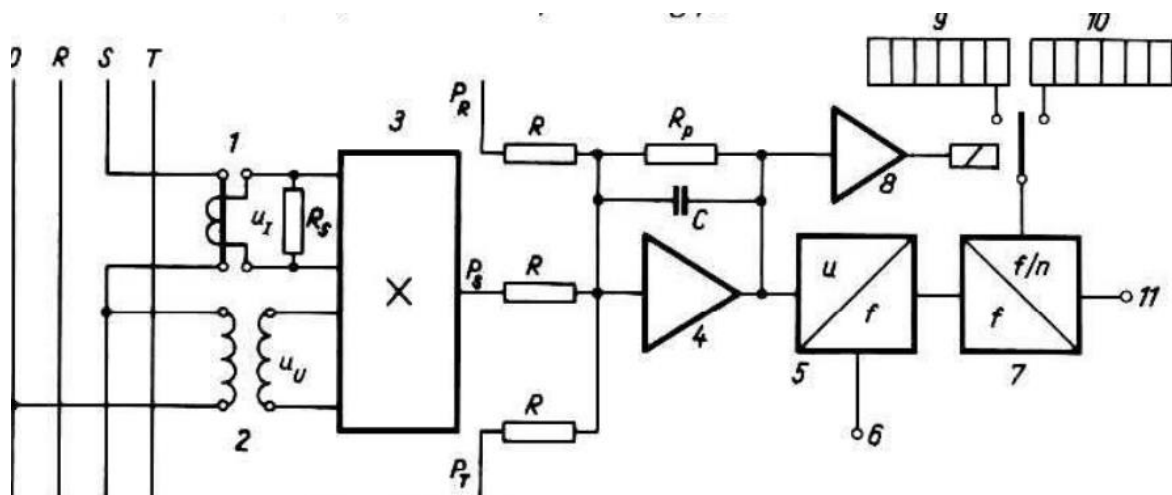 0 R S T
9 10
1 3
P_R R R_p
u_I R_S
8
C
×
P_S R
u f
f/n f
11
4 5 7
u_U
2
R
6
P_T